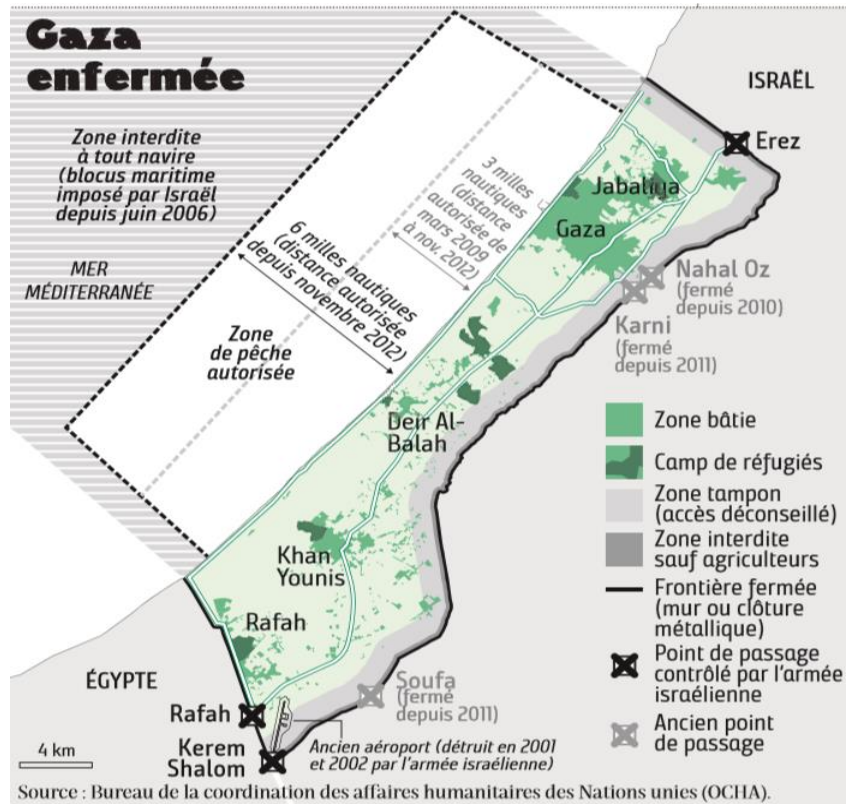 Gaza
enfermée
Zone interdite
à tout navire
(blocus maritime
imposé par Israël
depuis juin 2006)
MER
MÉDITERRANÉE
6 milles nautiques
(distance autorisée
depuis novembre 2012)
3 milles
nautiques
(distance
autorisée de
mars 2009
à nov. 2012)
Zone
de pêche
autorisée
ISRAËL
Erez
Jabaliya
Gaza
Nahal Oz
(fermé
depuis 2010)
Karni
(fermé
depuis 2011)
Deir Al-
Balah
Khan
Younis
Rafah
ÉGYPTE
Rafah
Kerem
Shalom
Soufa
(fermé
depuis 2011)
Ancien aéroport (détruit en 2001
et 2002 par l'armée israélienne)
Zone bâtie
Camp de réfugiés
Zone tampon
(accès déconseillé)
Zone interdite
sauf agriculteurs
Frontière fermée
(mur ou clôture
métallique)
Point de passage
contrôlé par l'armée
israélienne
Ancien point
de passage
4 km
Source : Bureau de la coordination des affaires humanitaires des Nations unies (OCHA).